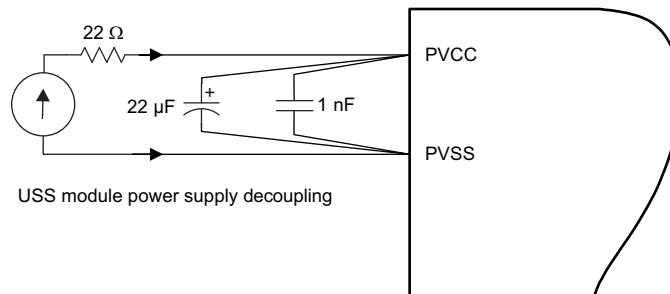 22 Ω
PVCC
+
22 µF
1 nF
PVSS
USS module power supply decoupling